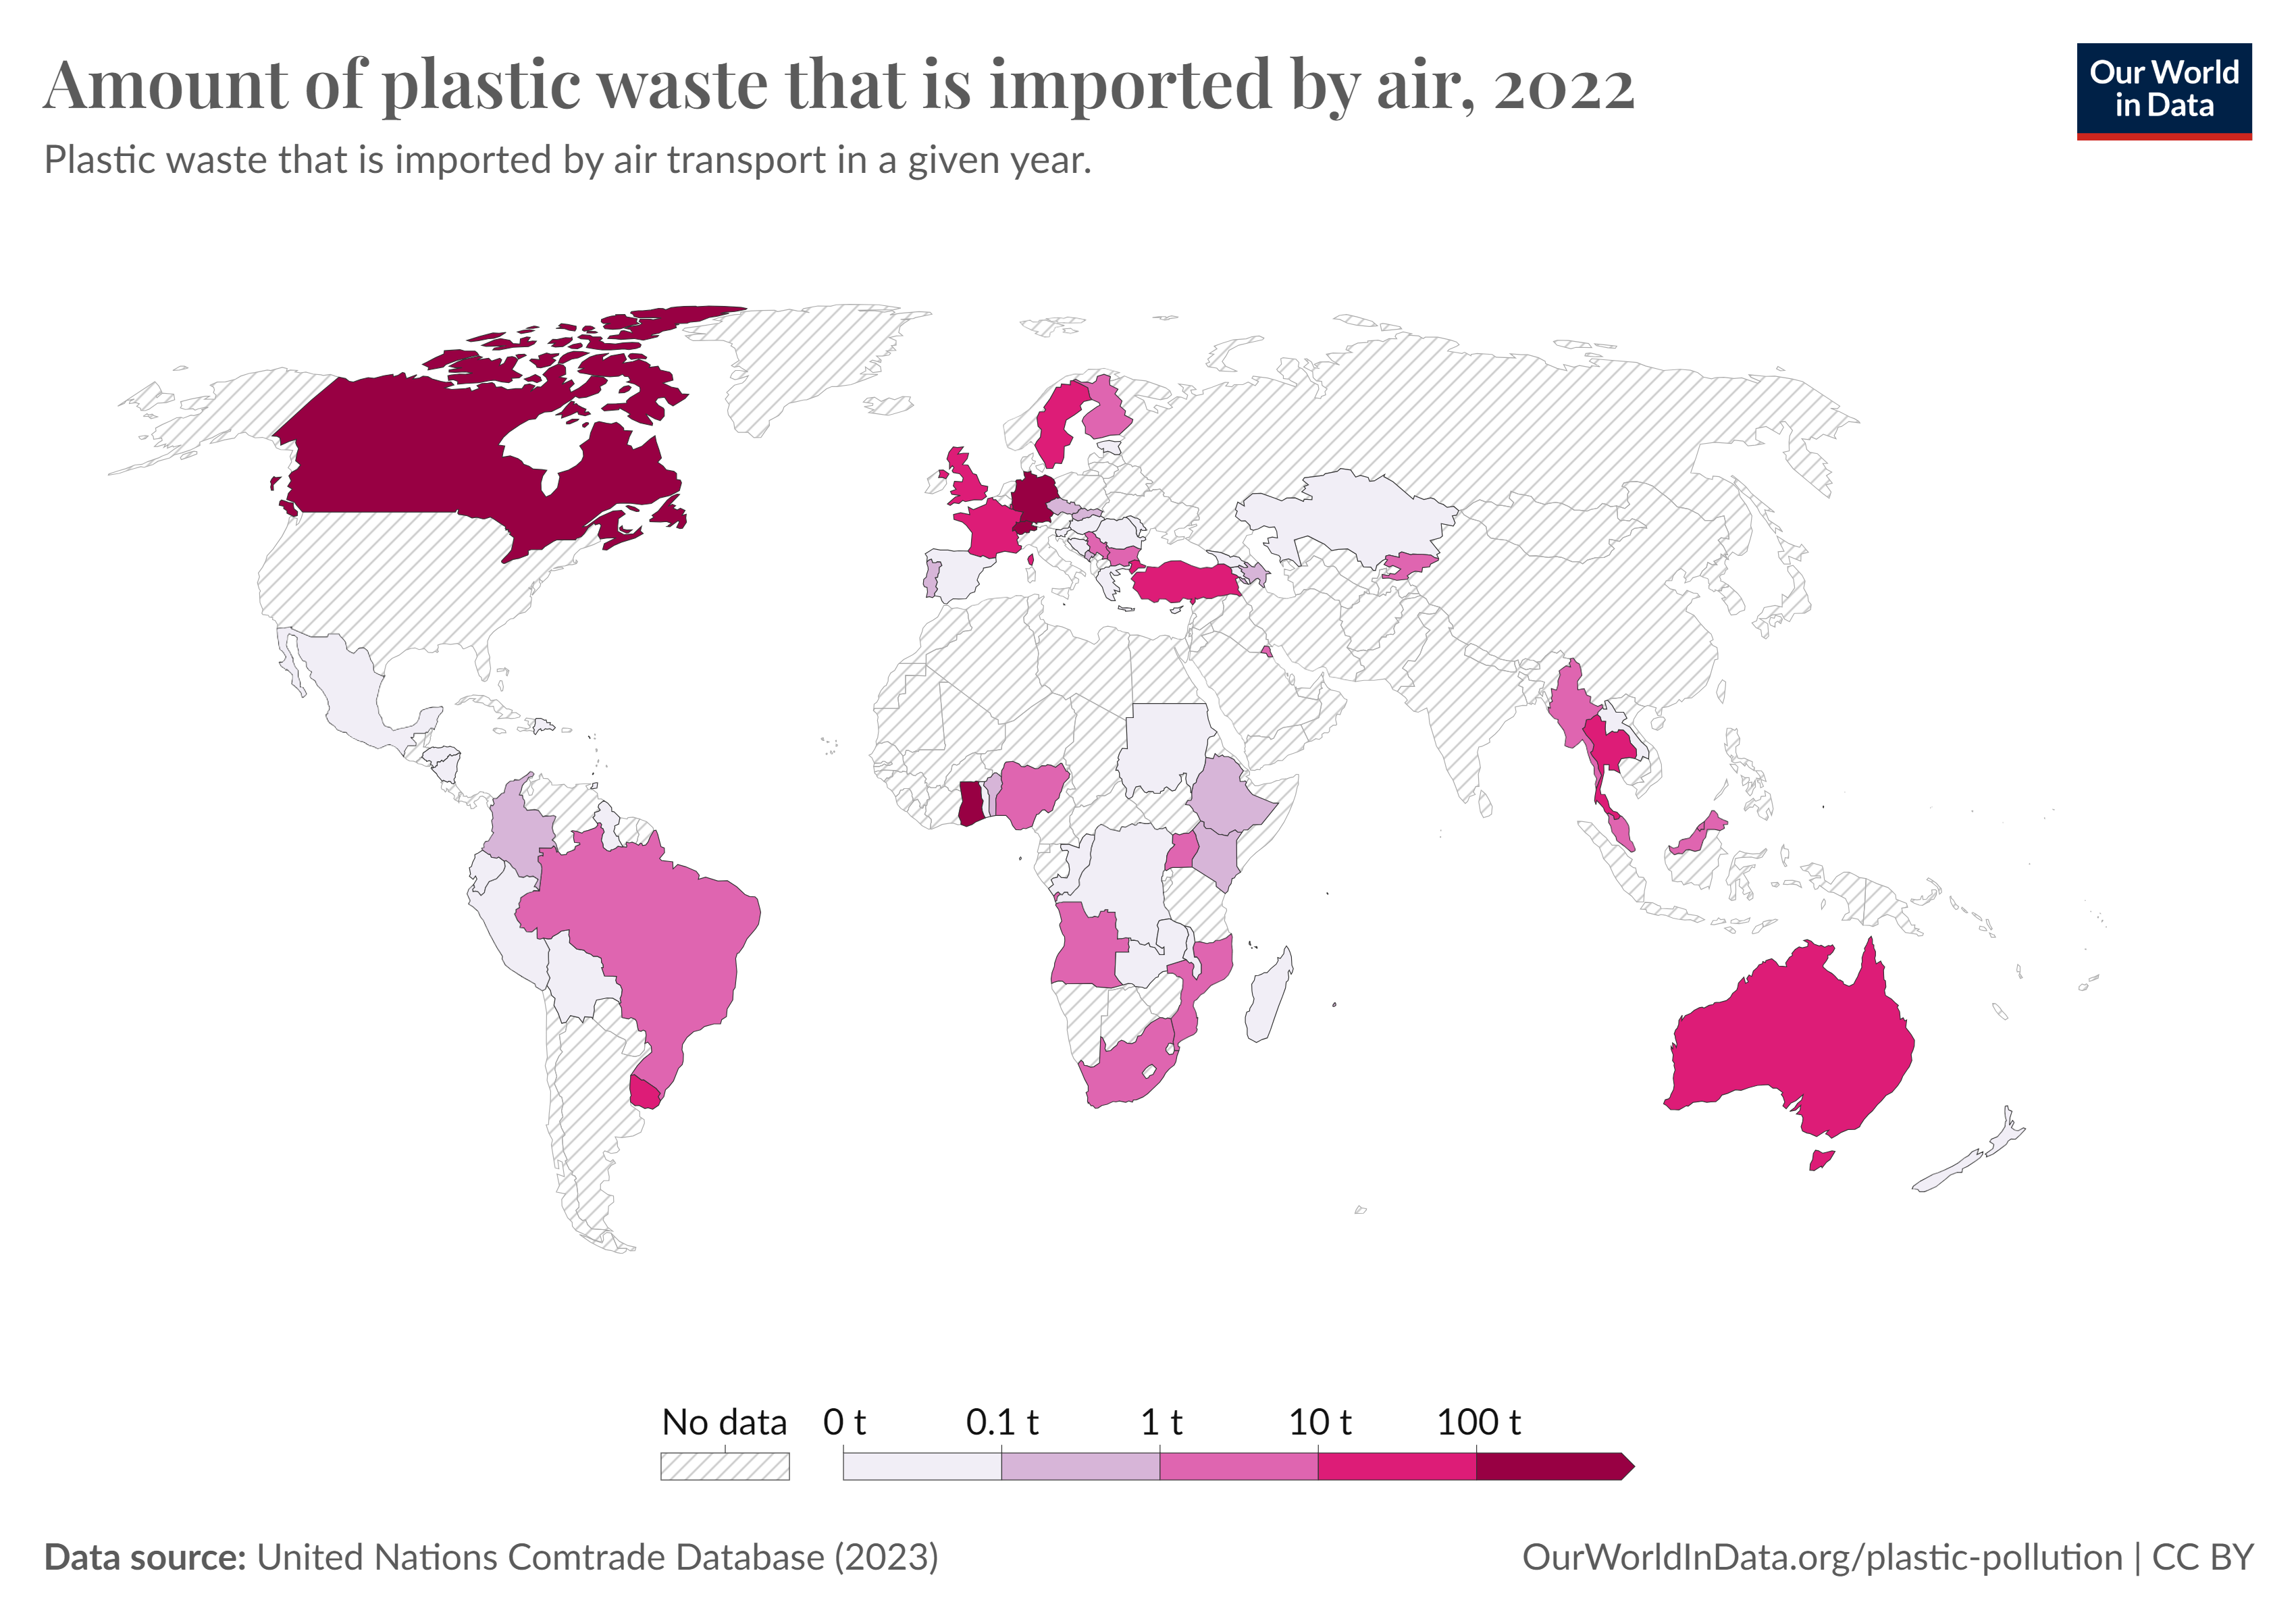 Amount of plastic waste that is imported by air, 2022
Plastic waste that is imported by air transport in a given year.
Our World
in Data
No data
0 t
0.1 t
1 t
10 t
100 t
Data source: United Nations Comtrade Database (2023)
OurWorldInData.org/plastic-pollution | CC BY